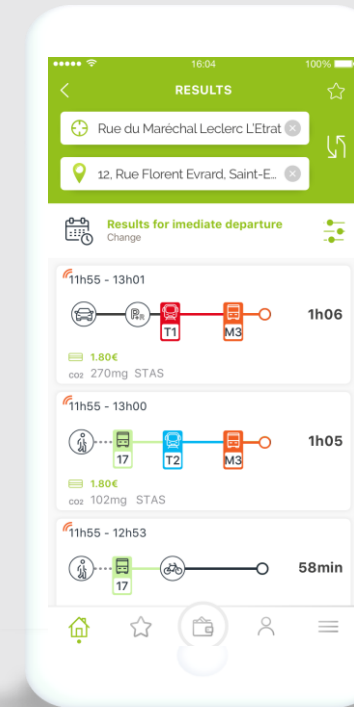 16:04
100%
RESULTS
Rue du Maréchal Leclerc L'Etrat
12, Rue Florent Evrard, Saint-E...
Results for imediate departure
Change
11h55 - 13h01
P+R
T1
M3
1h06
1.80€
co2 270mg STAS
11h55 - 13h00
17
T2
M3
1h05
1.80€
co2 102mg STAS
11h55 - 12h53
17
58min